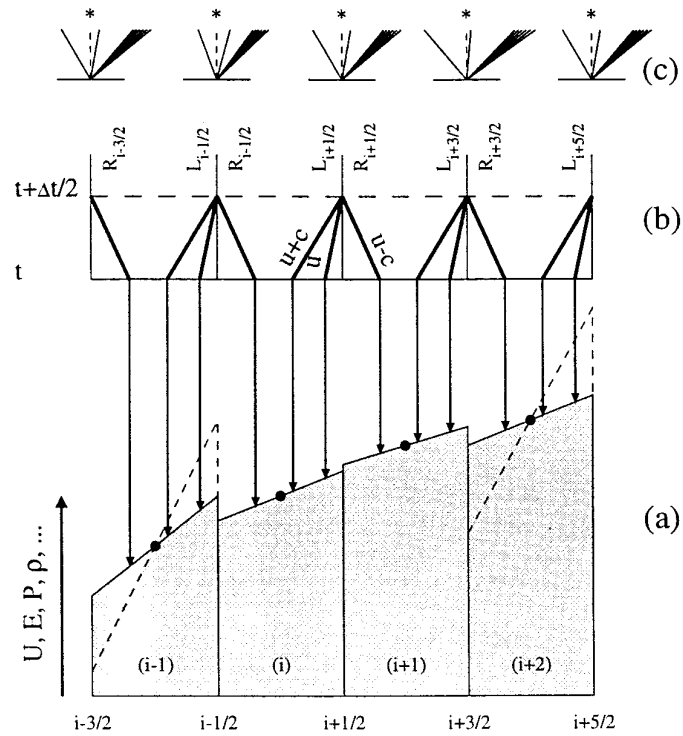 * * * * *
(c)
R_{i-3/2} L_{i-1/2} R_{i-1/2} L_{i+1/2} R_{i+1/2} L_{i+3/2} R_{i+3/2} L_{i+5/2}
t+Δt/2
(b)
u+c u u-c
t
(a)
U, E, P, ρ, ...
(i-1) (i) (i+1) (i+2)
i-3/2 i-1/2 i+1/2 i+3/2 i+5/2